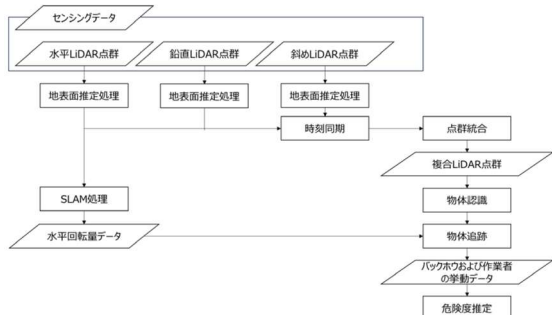 センシングデータ
水平LiDAR点群
鉛直LiDAR点群
斜めLiDAR点群
地表面推定処理
地表面推定処理
地表面推定処理
時刻同期
点群統合
複合LiDAR点群
SLAM処理
物体認識
水平回転量データ
物体追跡
バックホウおよび作業者
の挙動データ
危険度推定